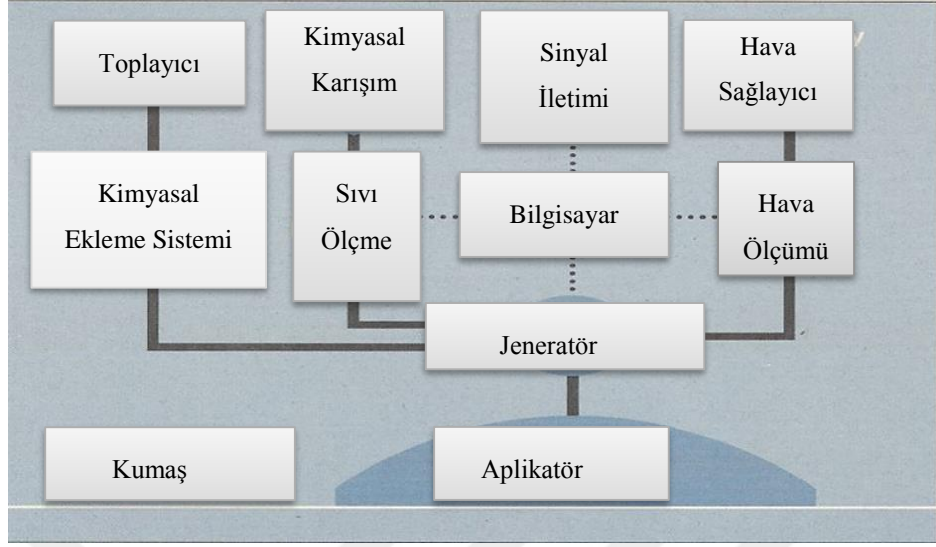 Toplayıcı
Kimyasal
Karışım
Sinyal
İletimi
Hava
Sağlayıcı
Kimyasal
Ekleme Sistemi
Sıvı
Ölçme
Bilgisayar
Hava
Ölçümü
Jeneratör
Kumaş
Aplikatör